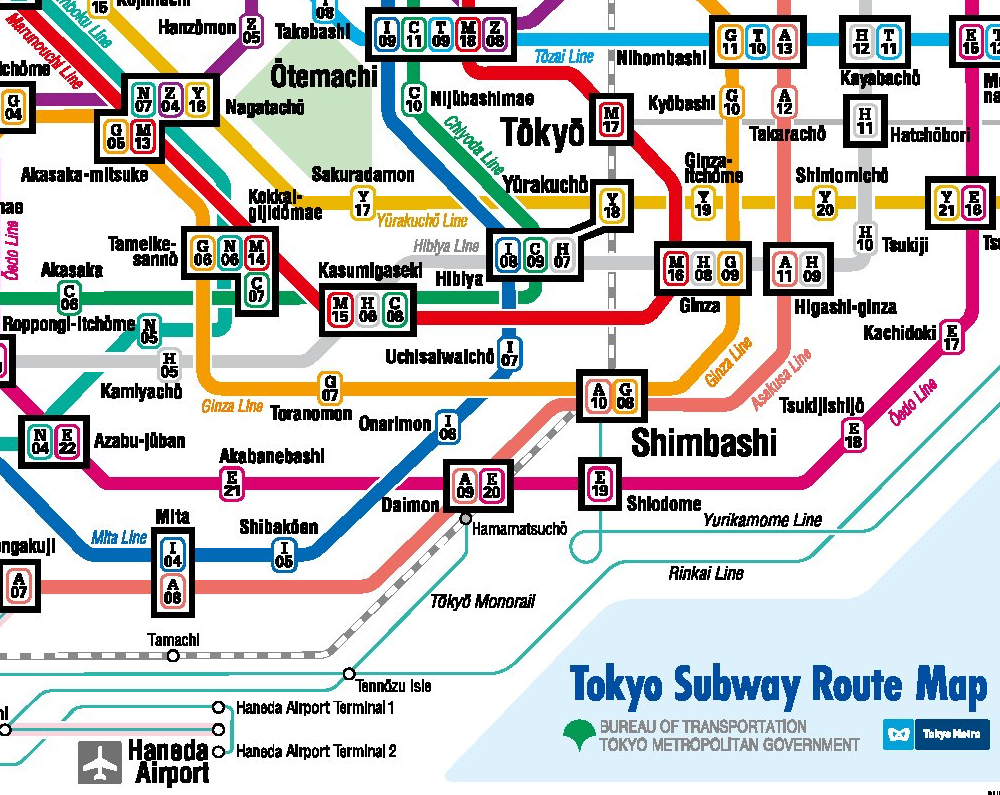 Kōjimachi
15
Hanzōmon
Z
05
08
Takebashi
I
09
C
11
T
09
M
18
Z
08
Ōtemachi
Tōzai Line
Nihombashi
G
11
T
10
A
13
H
12
T
11
Kayabachō
E
15
Marunouchi Line
G
04
N
07
Z
04
Y
16
Nagatachō
G
05
M
13
Akasaka-mitsuke
C
10
Nijūbashimae
Chiyoda Line
Tōkyō
M
17
Kyōbashi
G
10
A
12
Takarachō
H
11
Hatchōbori
Sakuradamon
Y
17
Kokkai-
gijidōmae
Yūrakuchō Line
Yūrakuchō
Y
18
Ginza-
itchōme
Y
19
Shintomichō
Y
20
Y
21
E
16
Ōedo Line
Tameike-
sannō
G
06
N
06
M
14
C
07
Hibiya Line
I
08
C
09
H
07
Hibiya
H
10
Tsukiji
Akasaka
C
06
Kasumigaseki
M
15
H
06
C
08
M
16
H
08
G
09
Ginza
A
11
H
09
Higashi-ginza
Roppongi-itchōme
N
05
H
05
Kamiyachō
Uchisaiwaichō
I
07
Kachidoki
E
17
Ginza Line
G
07
Toranomon
A
10
G
08
Shimbashi
Ginza Line
Asakusa Line
Onarimon
I
06
Tsukijishijō
E
18
Ōedo Line
N
04
E
22
Azabu-jūban
Akabanebashi
E
21
A
09
E
20
Daimon
E
19
Shiodome
Hamamatsuchō
Mita Line
Mita
I
04
A
08
Shibakōen
I
05
engakuji
A
07
Yurikamome Line
Rinkai Line
Tōkyō Monorail
Tamachi
Tennōzu Isle
Haneda Airport Terminal 1
Haneda Airport Terminal 2
Haneda
Airport
Tokyo Subway Route Map
BUREAU OF TRANSPORTATION
TOKYO METROPOLITAN GOVERNMENT
Tokyo Metro